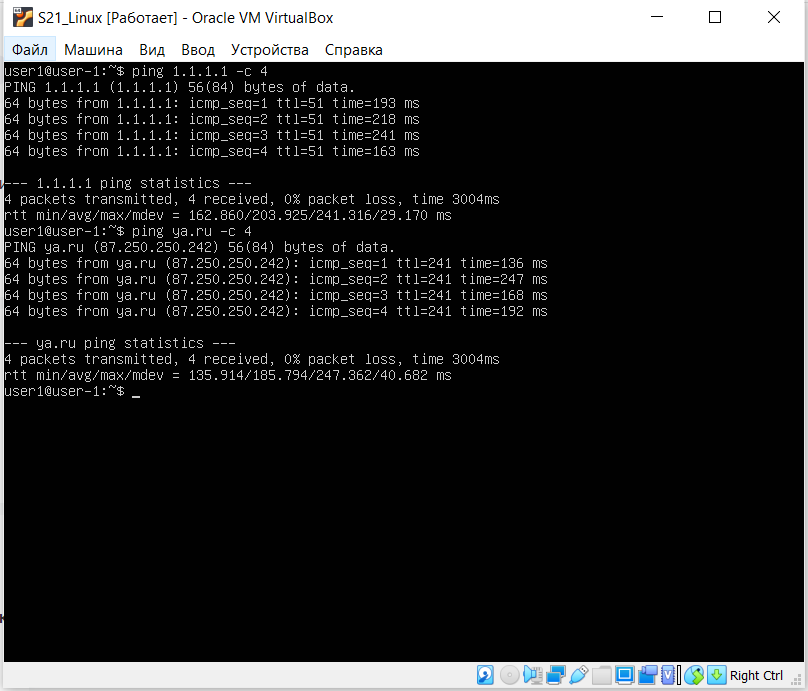 S21_Linux [Работает] - Oracle VM VirtualBox
Файл Машина Вид Ввод Устройства Справка
user1@user-1:~$ ping 1.1.1.1 -c 4
PING 1.1.1.1 (1.1.1.1) 56(84) bytes of data.
64 bytes from 1.1.1.1: icmp_seq=1 ttl=51 time=193 ms
64 bytes from 1.1.1.1: icmp_seq=2 ttl=51 time=218 ms
64 bytes from 1.1.1.1: icmp_seq=3 ttl=51 time=241 ms
64 bytes from 1.1.1.1: icmp_seq=4 ttl=51 time=163 ms
--- 1.1.1.1 ping statistics ---
4 packets transmitted, 4 received, 0% packet loss, time 3004ms
rtt min/avg/max/mdev = 162.860/203.925/241.316/29.170 ms
user1@user-1:~$ ping ya.ru -c 4
PING ya.ru (87.250.250.242) 56(84) bytes of data.
64 bytes from ya.ru (87.250.250.242): icmp_seq=1 ttl=241 time=136 ms
64 bytes from ya.ru (87.250.250.242): icmp_seq=2 ttl=241 time=247 ms
64 bytes from ya.ru (87.250.250.242): icmp_seq=3 ttl=241 time=168 ms
64 bytes from ya.ru (87.250.250.242): icmp_seq=4 ttl=241 time=192 ms
--- ya.ru ping statistics ---
4 packets transmitted, 4 received, 0% packet loss, time 3004ms
rtt min/avg/max/mdev = 135.914/185.794/247.362/40.682 ms
user1@user-1:~$ _
Right Ctrl